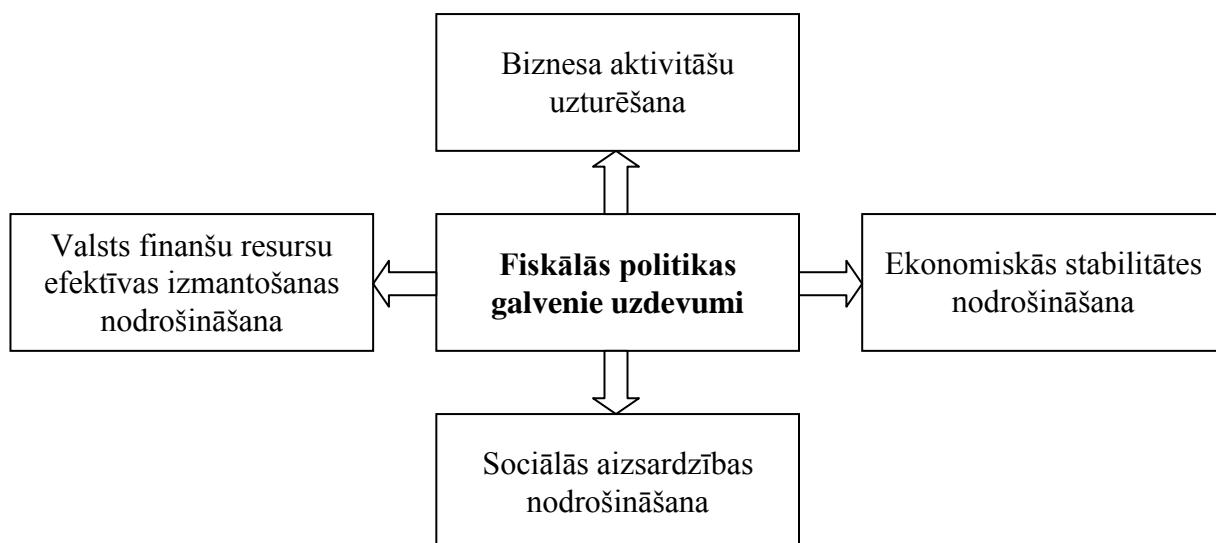 Biznesa aktivitāšu
uzturēšana
Valsts finanšu resursu
efektīvas izmantošanas
nodrošināšana
Fiskālās politikas
galvenie uzdevumi
Ekonomiskās stabilitātes
nodrošināšana
Sociālās aizsardzības
nodrošināšana